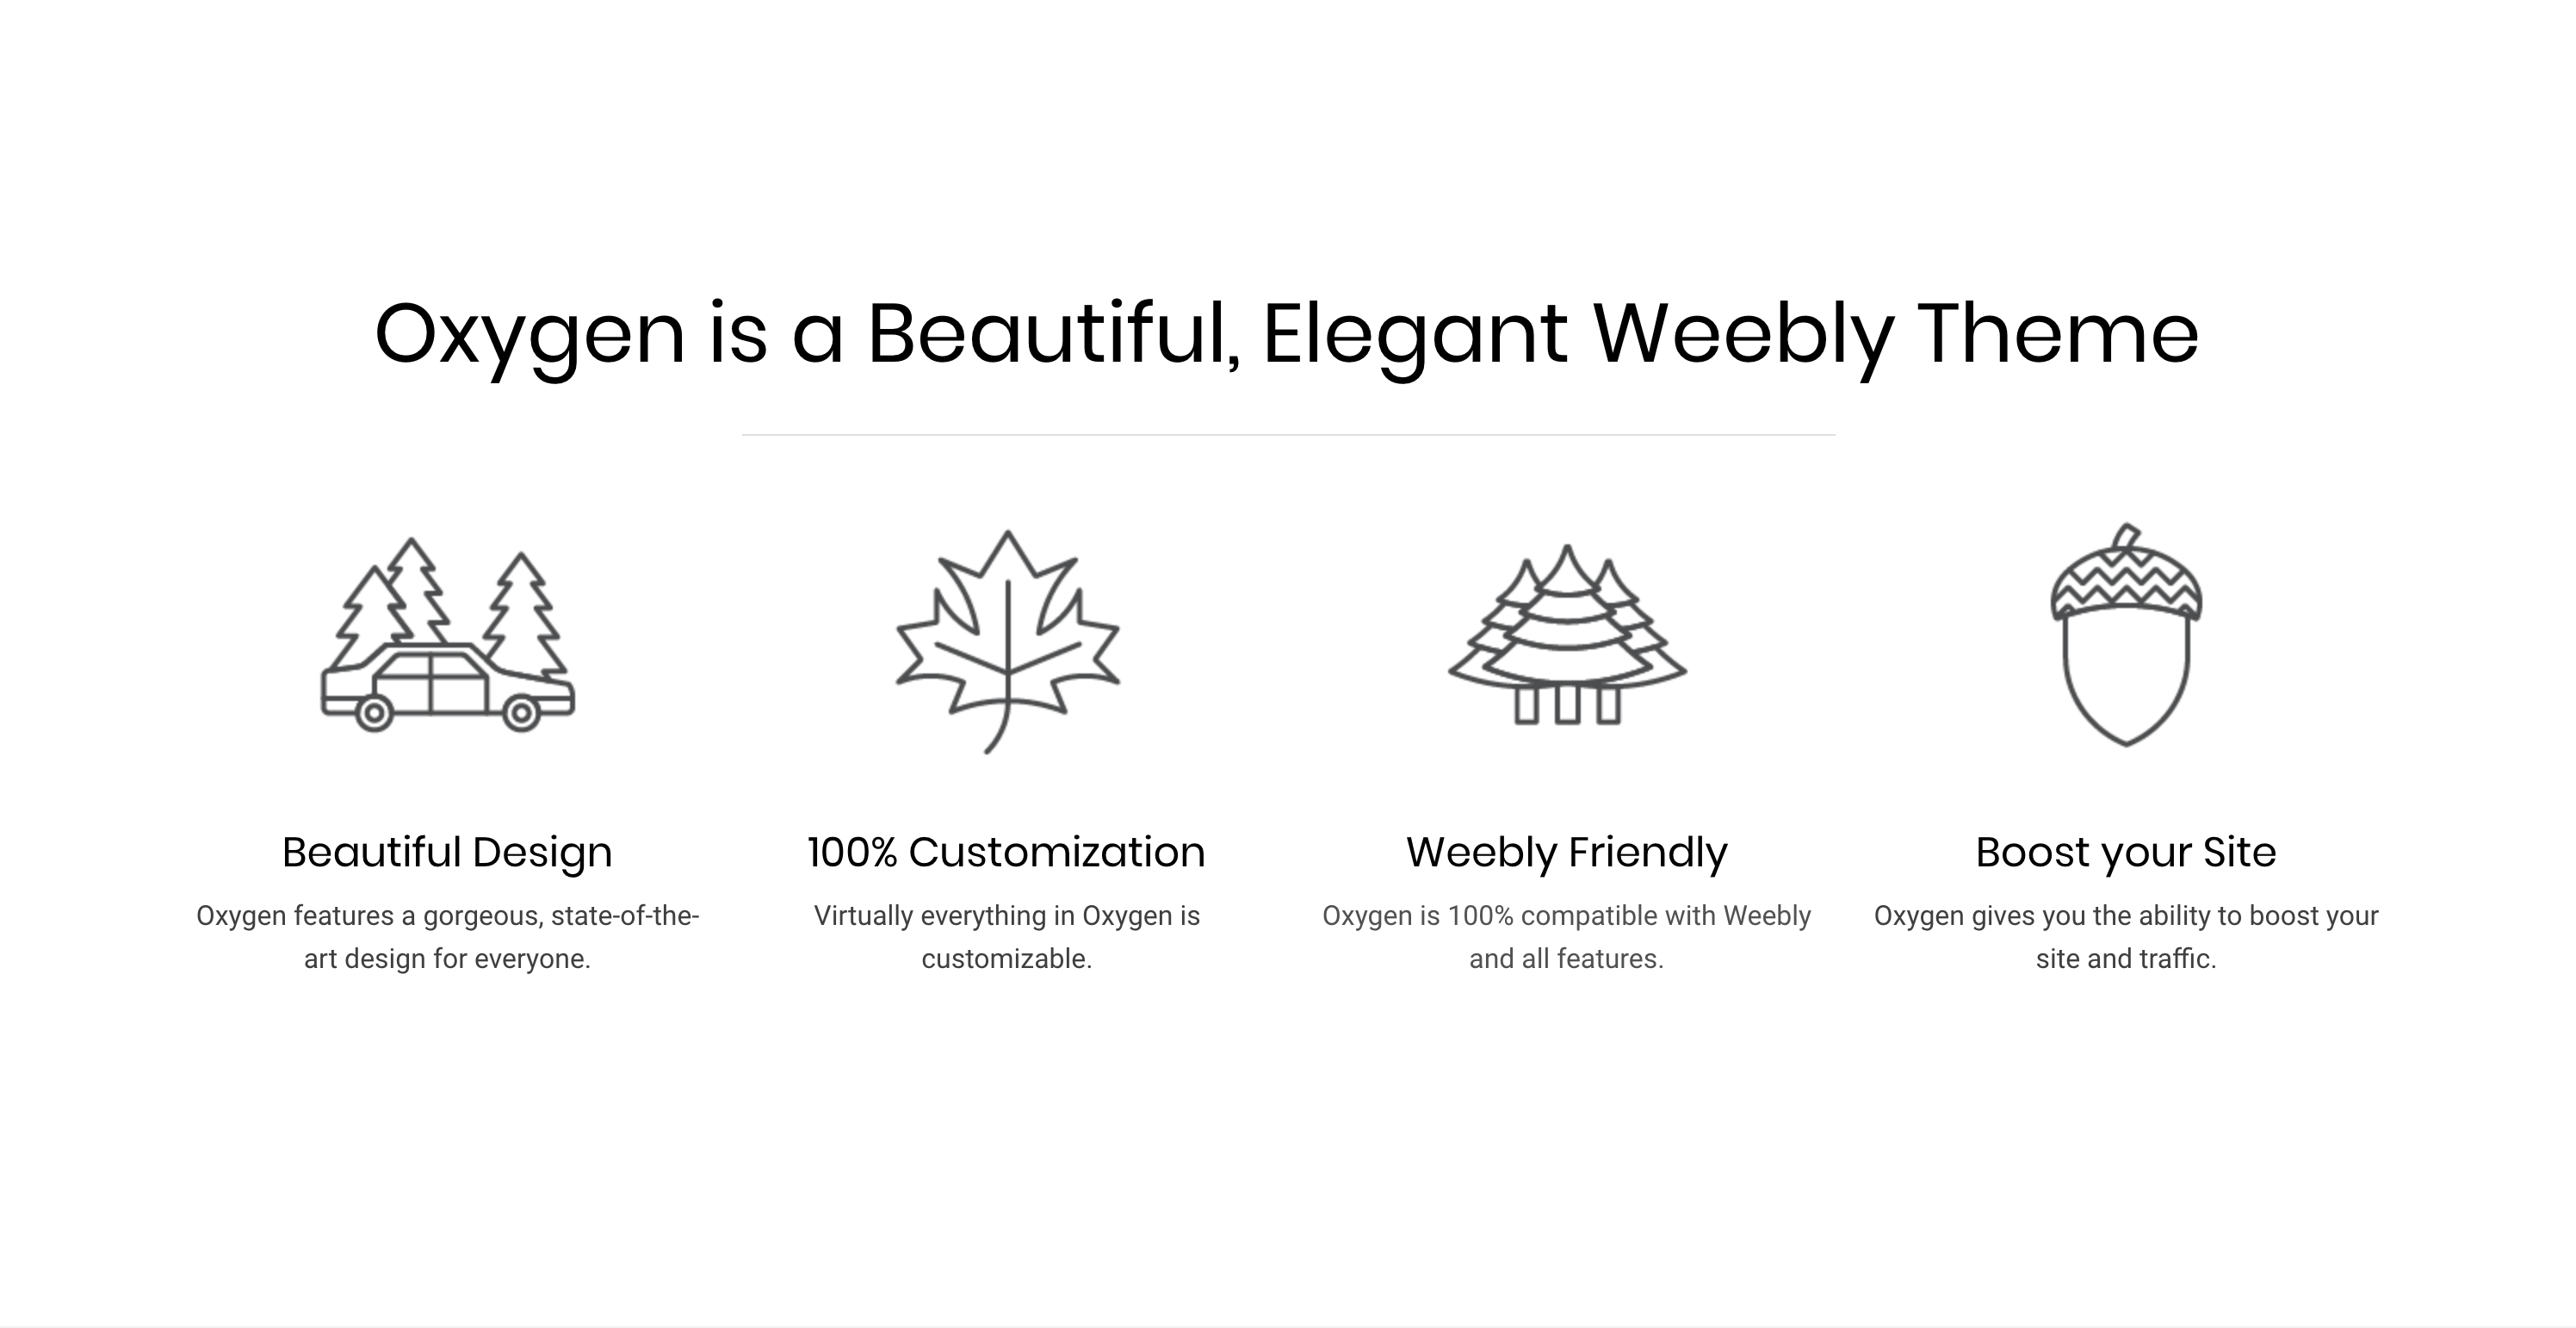 Oxygen is a Beautiful, Elegant Weebly Theme
Beautiful Design
Oxygen features a gorgeous, state-of-the-
art design for everyone.
100% Customization
Virtually everything in Oxygen is
customizable.
Weebly Friendly
Oxygen is 100% compatible with Weebly
and all features.
Boost your Site
Oxygen gives you the ability to boost your
site and traffic.